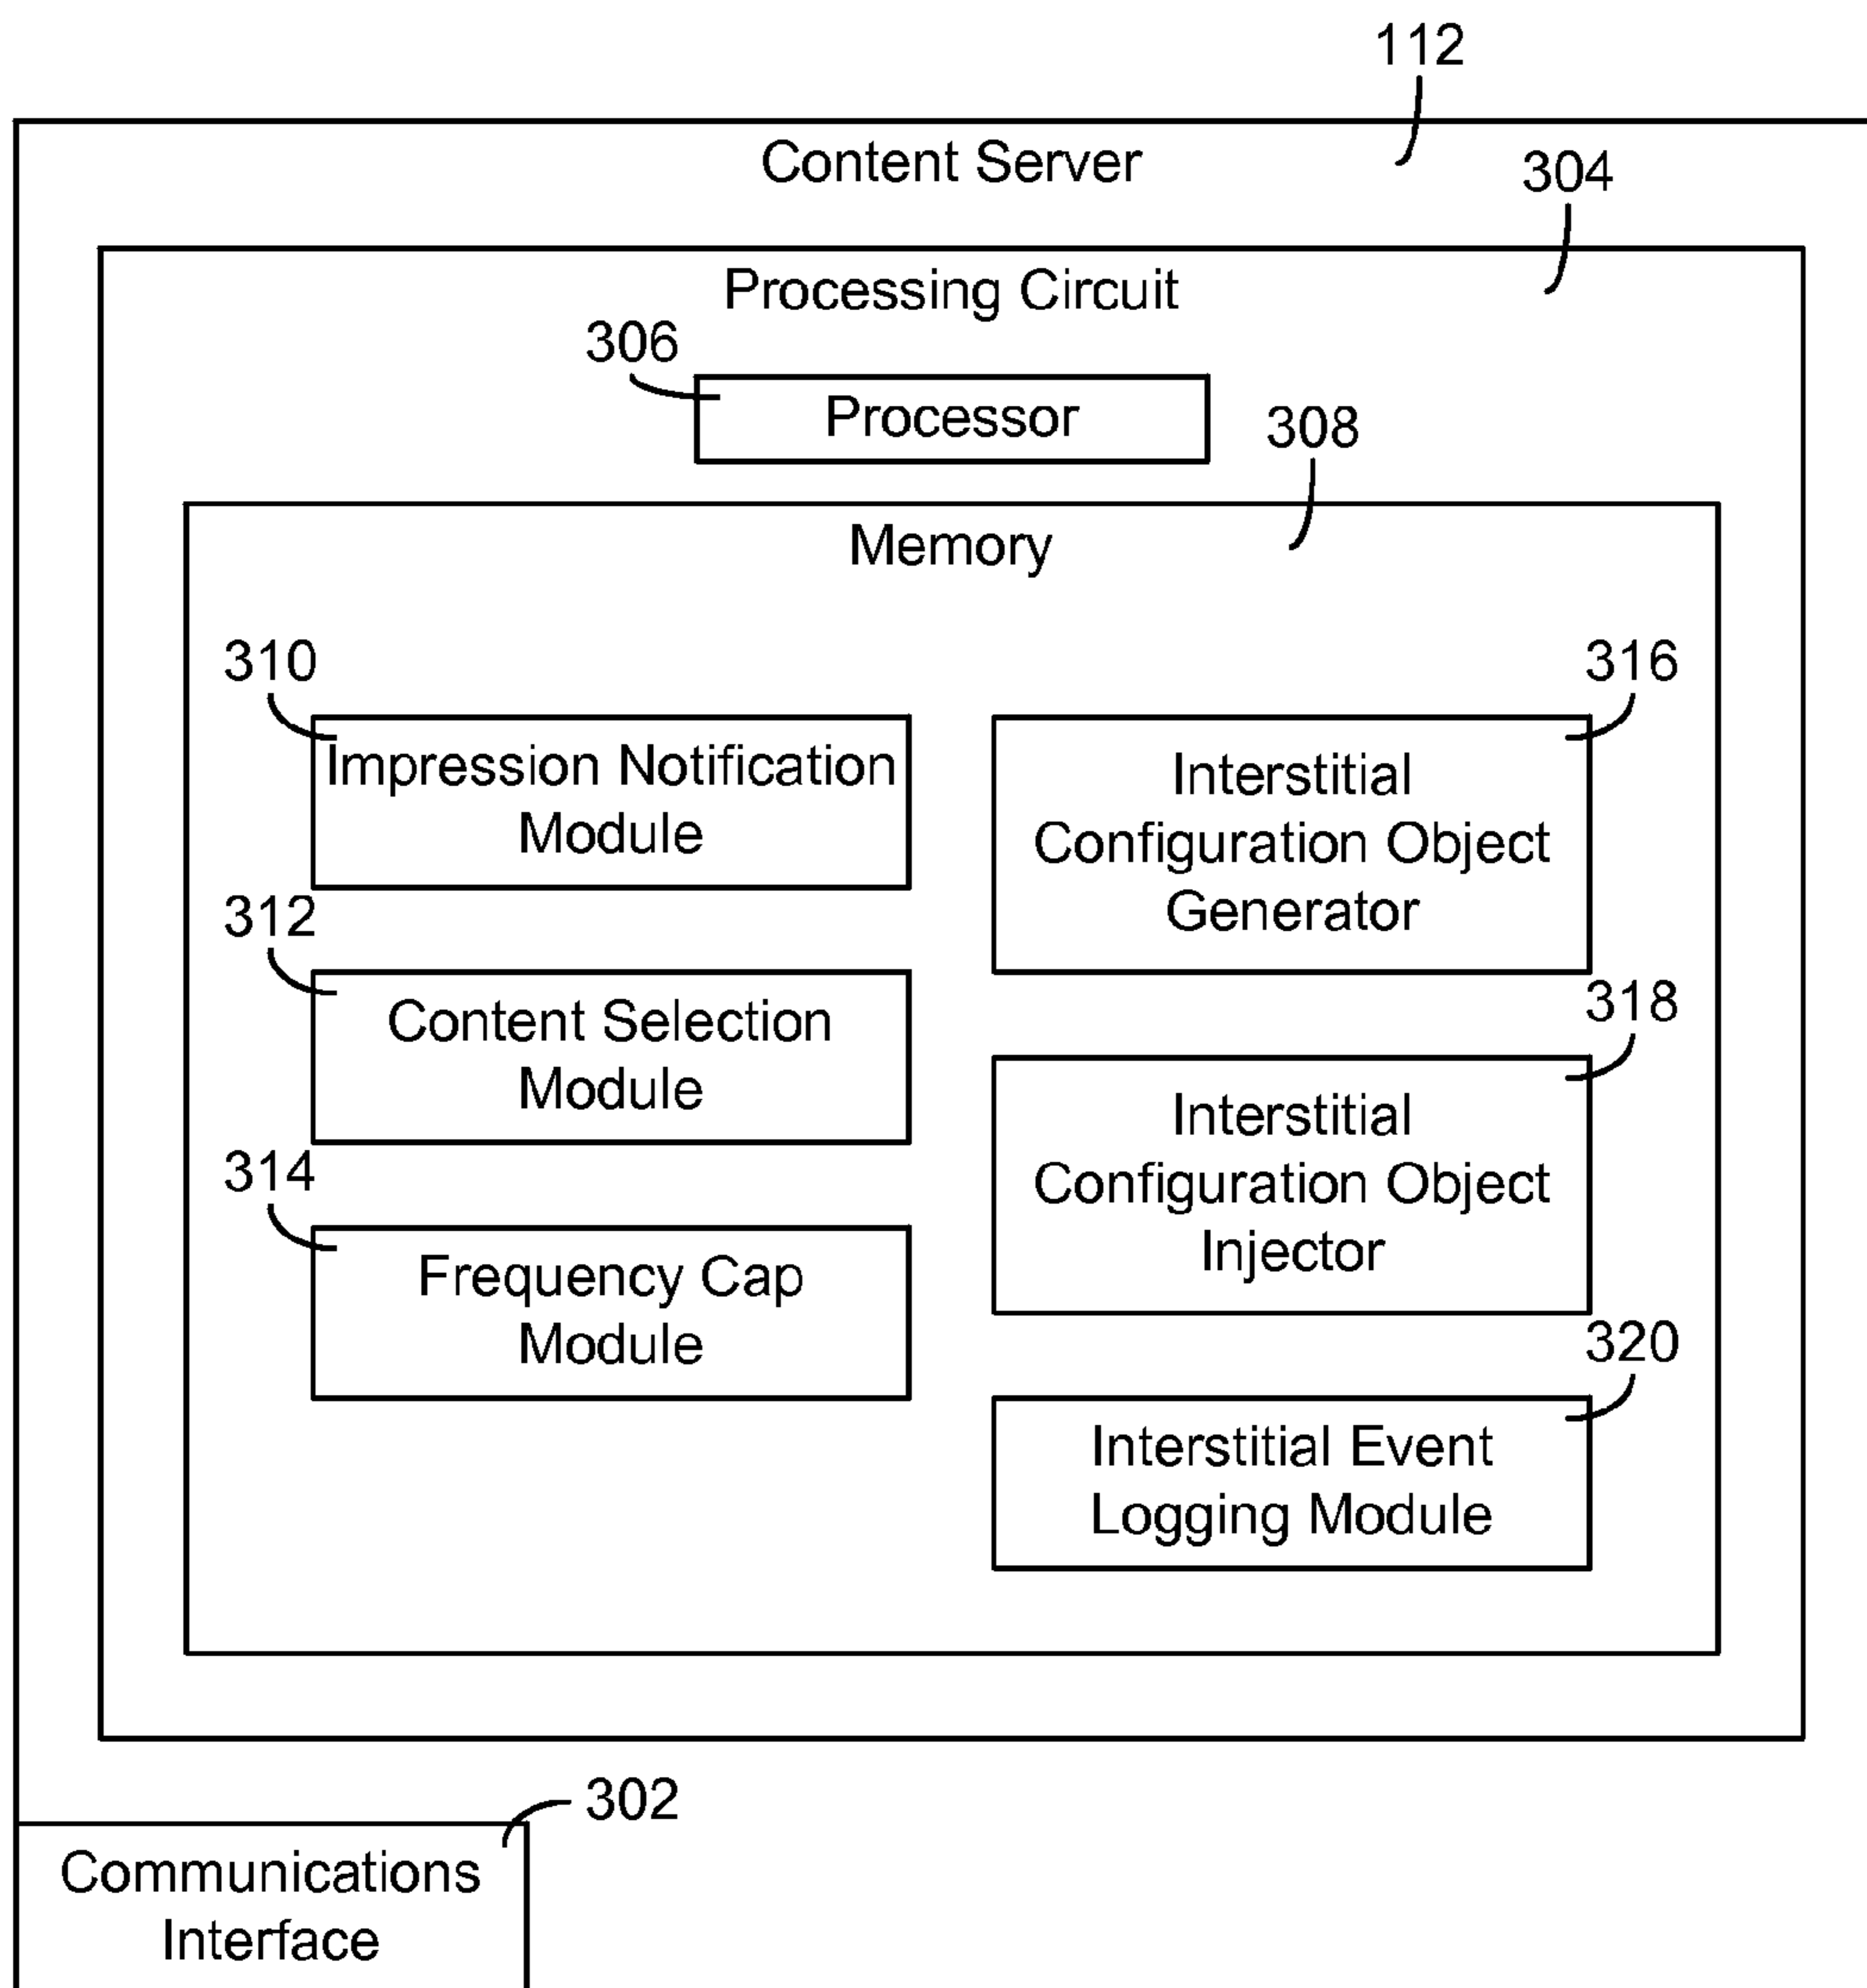 112
Content Server
304
Processing Circuit
306
Processor
308
Memory
310
Impression Notification
Module
312
Content Selection
Module
314
Frequency Cap
Module
316
Interstitial
Configuration Object
Generator
318
Interstitial
Configuration Object
Injector
320
Interstitial Event
Logging Module
302
Communications
Interface